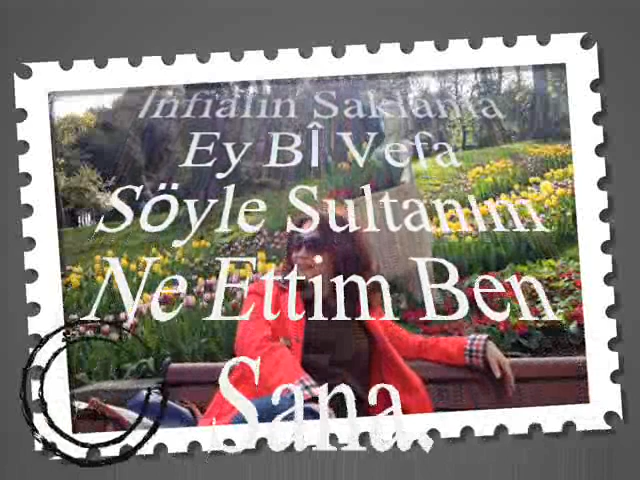 İnfialin Saklama
Ey BÎ Vefa
Söyle Sultanım
Ne Ettim Ben
Sana.